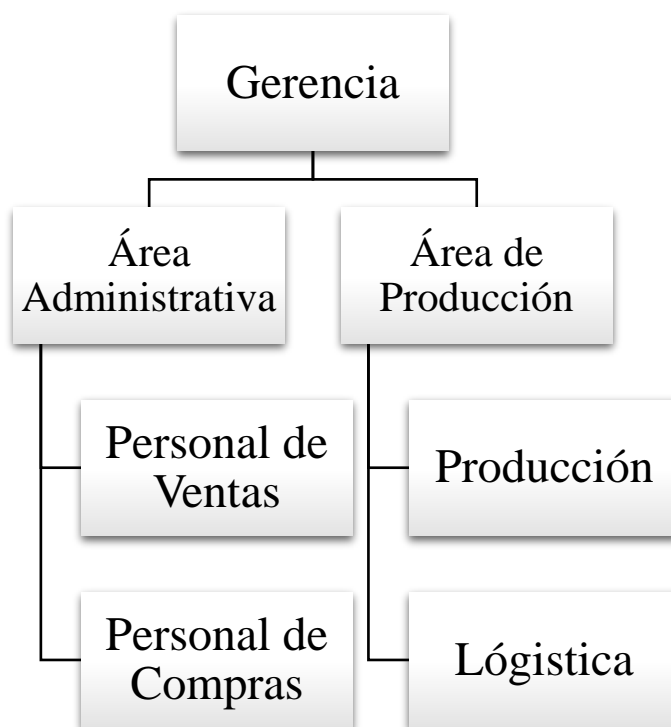 Gerencia
Área
Administrativa
Personal de
Ventas
Personal de
Compras
Área de
Producción
Producción
Lógistica